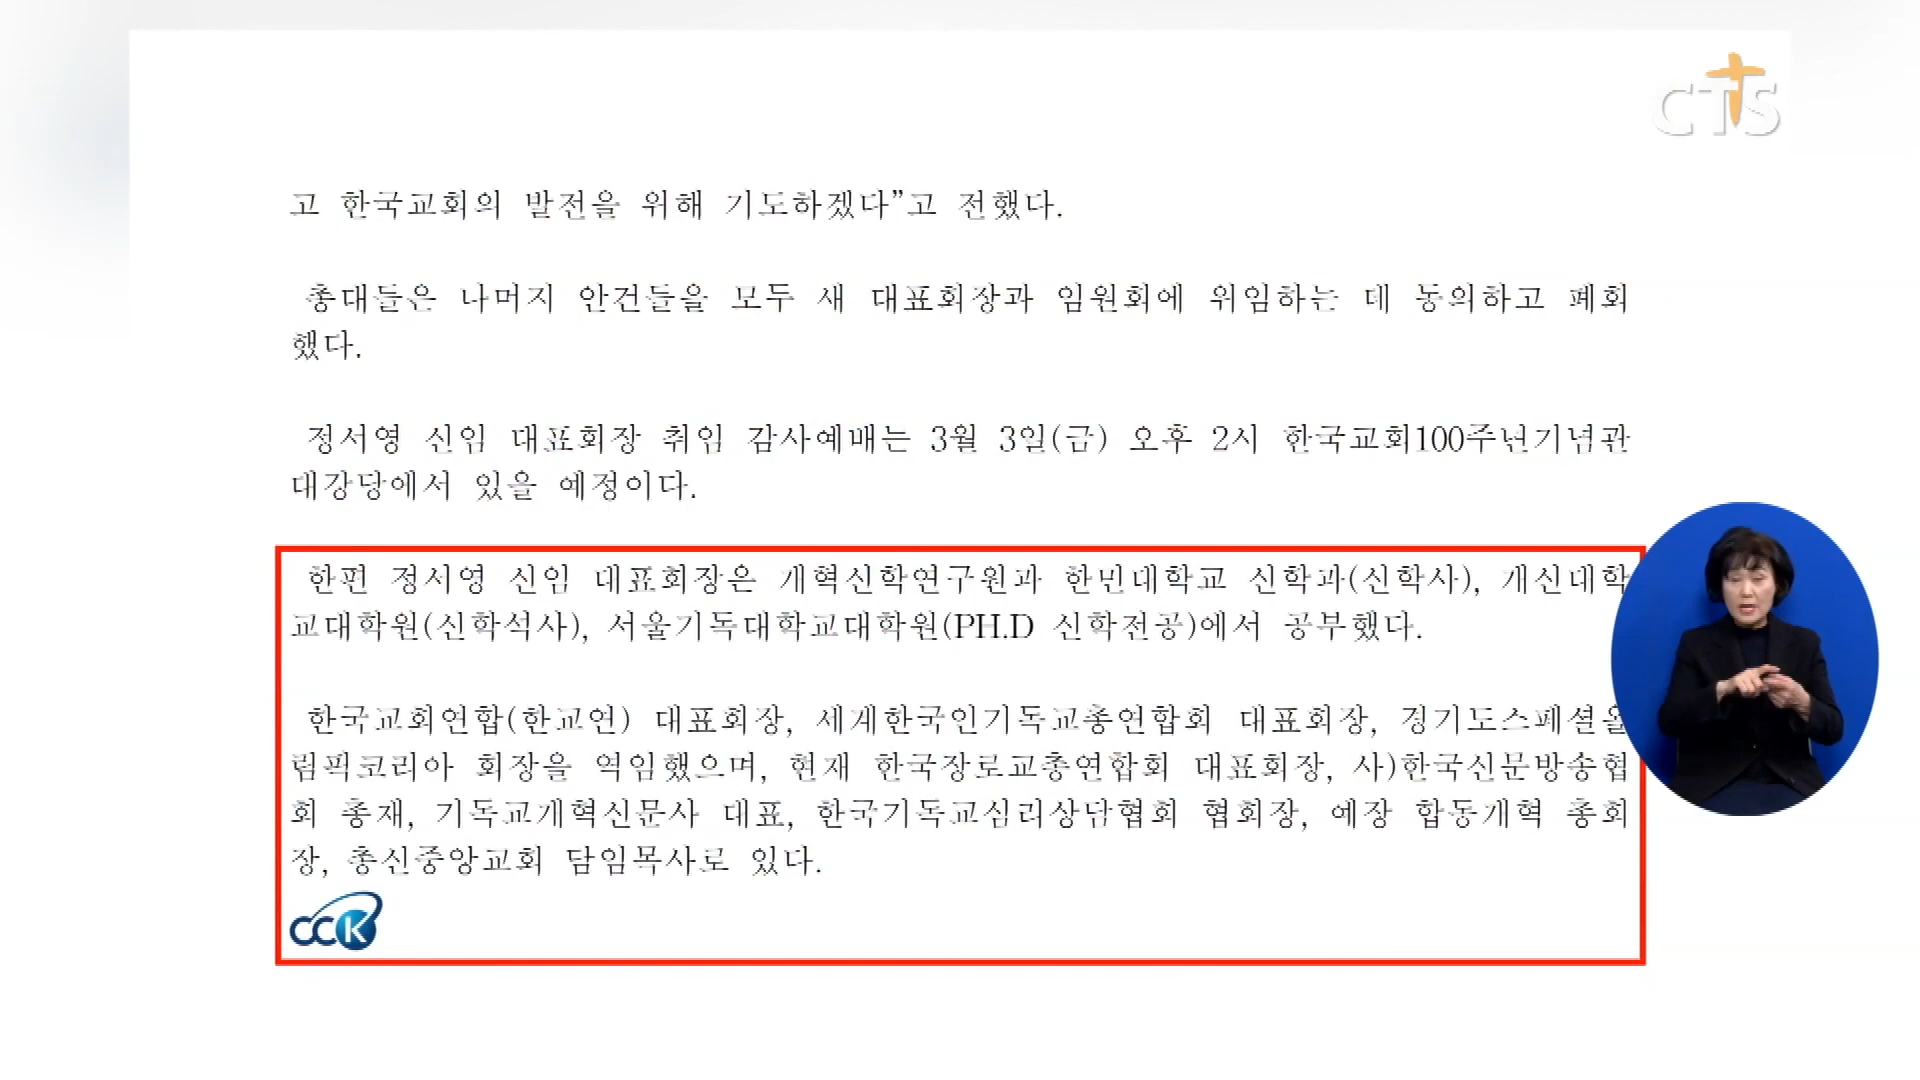 CTS
고 한국교회의 발전을 위해 기도하겠다”고 전했다.
총대들은 나머지 안건들을 모두 새 대표회장과 임원회에 위임하는 데 동의하고 폐회
했다.
정서영 신임 대표회장 취임 감사예배는 3월 3일(금) 오후 2시 한국교회100주년기념관
대강당에서 있을 예정이다.
한편 정서영 신임 대표회장은 개혁신학연구원과 한민대학교 신학과(신학사), 개신대학
교대학원(신학석사), 서울기독대학교대학원(PH.D 신학전공)에서 공부했다.
한국교회연합(한교연) 대표회장, 세계한국인기독교총연합회 대표회장, 경기도스페셜올
림픽코리아 회장을 역임했으며, 현재 한국장로교총연합회 대표회장, 사)한국신문방송협
회 총재, 기독교개혁신문사 대표, 한국기독교심리상담협회 협회장, 예장 합동개혁 총회
장, 총신중앙교회 담임목사로 있다.
CCK